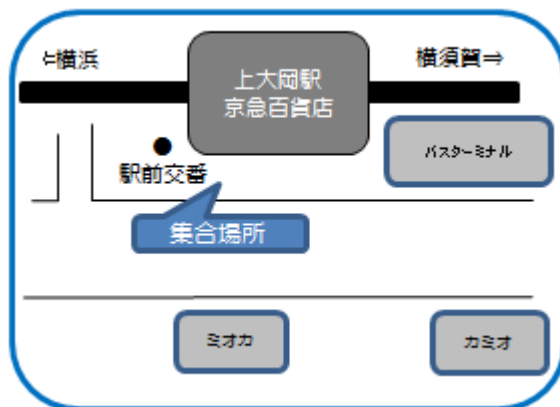 ⇦横浜
横須賀⇒
上大岡駅
京急百貨店
バスターミナル
駅前交番
集合場所
ミオカ
カミオ